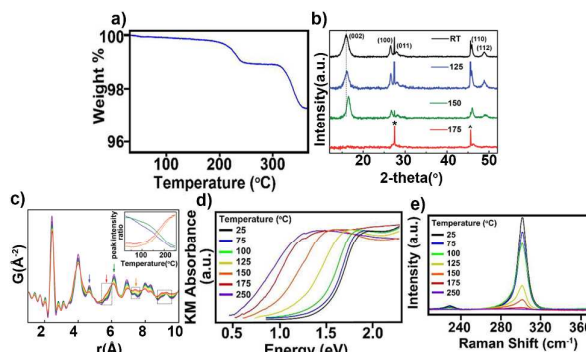 a)
Weight %
100
98
96
100
200
300
Temperature (°C)
b)
Intensity(a.u.)
(002)
(100)
(011)
(110)
(112)
RT
125
150
175
*
^
20
30
40
50
2-theta(°)
c)
G(Å-2)
peak intensity
ratio
Temperature(°C)
0
100
200
2
4
6
8
10
r(Å)
d)
KM Absorbance
(a.u.)
Temperature (°C)
25
75
100
125
150
175
250
0.5
1.0
1.5
2.0
Energy (eV)
e)
Intensity (a.u.)
Temperature (°C)
25
75
100
125
150
175
250
240
300
360
Raman Shift (cm-1)